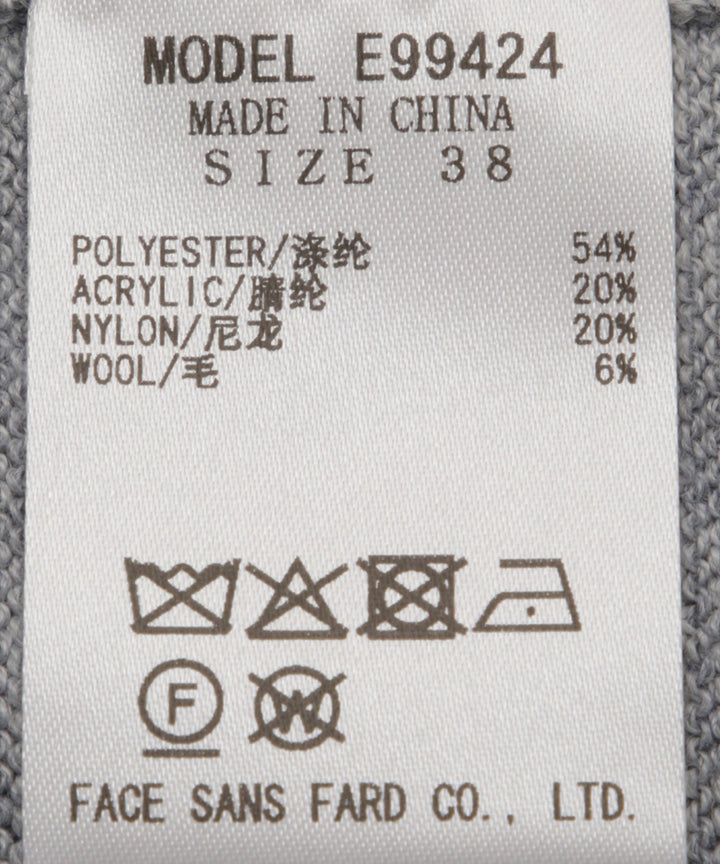 MODEL E99424
MADE IN CHINA
SIZE 38
POLYESTER/涤纶 54%
ACRYLIC/腈纶 20%
NYLON/尼龙 20%
WOOL/毛 6%
F W
FACE SANS FARD CO., LTD.